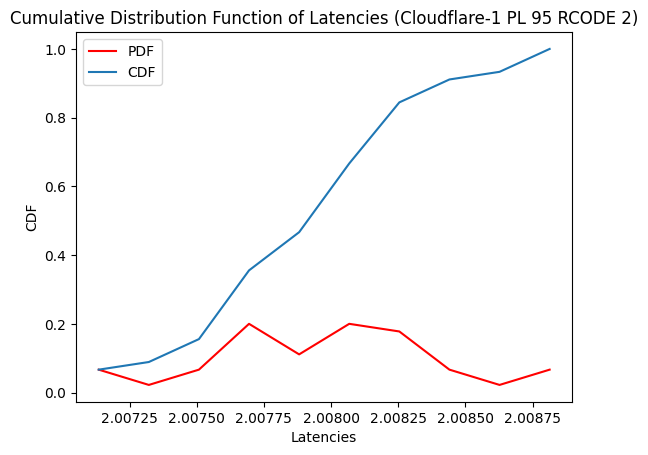 Cumulative Distribution Function of Latencies (Cloudflare-1 PL 95 RCODE 2)
PDF
CDF
1.0
0.8
0.6
0.4
0.2
0.0
CDF
2.00725 2.00750 2.00775 2.00800 2.00825 2.00850 2.00875
Latencies